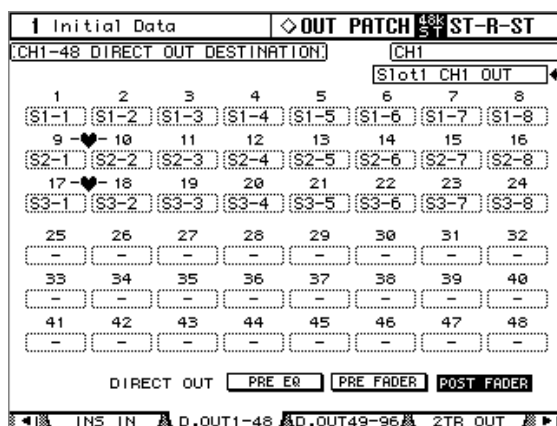 1 Initial Data ◇OUT PATCH 48K ST ST-R-ST
CH1-48 DIRECT OUT DESTINATION CH1
Slot1 CH1 OUT
1 2 3 4 5 6 7 8
S1-1 S1-2 S1-3 S1-4 S1-5 S1-6 S1-7 S1-8
9 -♥- 10 11 12 13 14 15 16
S2-1 S2-2 S2-3 S2-4 S2-5 S2-6 S2-7 S2-8
17 -♥- 18 19 20 21 22 23 24
S3-1 S3-2 S3-3 S3-4 S3-5 S3-6 S3-7 S3-8
25 26 27 28 29 30 31 32
- - - - - - - -
33 34 35 36 37 38 39 40
- - - - - - - -
41 42 43 44 45 46 47 48
- - - - - - - -
DIRECT OUT PRE EQ PRE FADER POST FADER
INS IN D.OUT1-48 D.OUT49-96 2TR OUT